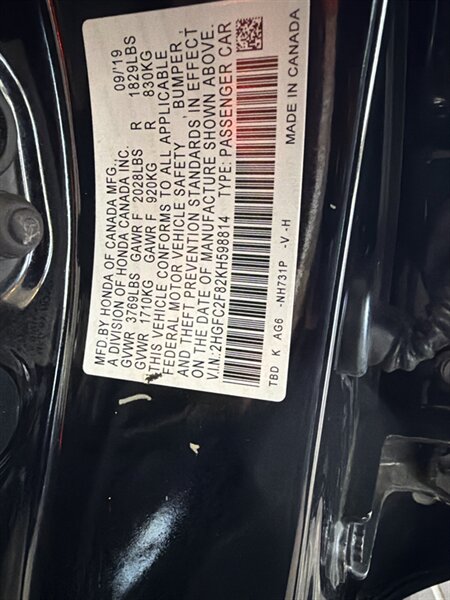 MFD.BY HONDA OF CANADA MFG. 09/'19
A DIVISION OF HONDA CANADA INC.
GVWR 3769LBS GAWR F 2028LBS R 1829LBS
GVWR 1710KG GAWR F 920KG R 830KG
THIS VEHICLE CONFORMS TO ALL APPLICABLE
FEDERAL MOTOR VEHICLE SAFETY , BUMPER ,
AND THEFT PREVENTION STANDARDS IN EFFECT
ON THE DATE OF MANUFACTURE SHOWN ABOVE.
V.I.N.:2HGFC2F82KH598814 TYPE: PASSENGER CAR
TBD K AG6 -NH731P -V -H MADE IN CANADA